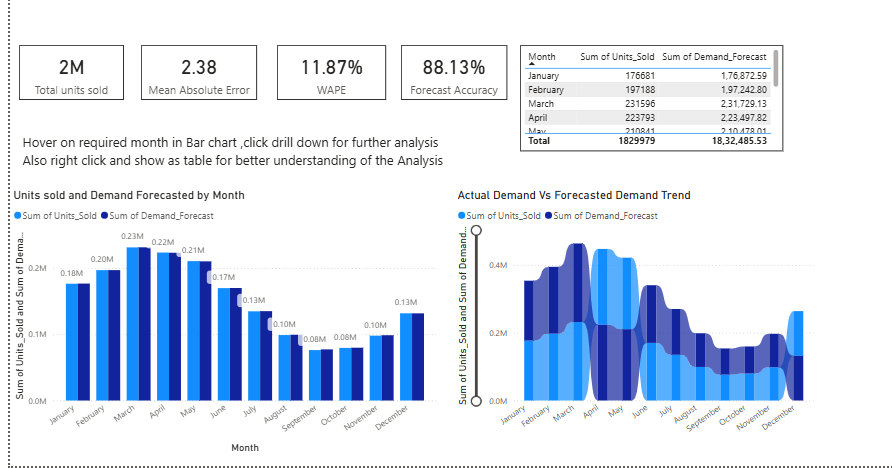 2M
Total units sold
2.38
Mean Absolute Error
11.87%
WAPE
88.13%
Forecast Accuracy
Month Sum of Units_Sold Sum of Demand_Forecast
January 176681 1,76,872.59
February 197188 1,97,242.80
March 231596 2,31,729.13
April 223793 2,23,497.82
May 210841 2,10,478.01
Total 1829979 18,32,485.53
Hover on required month in Bar chart ,click drill down for further analysis
Also right click and show as table for better understanding of the Analysis
Units sold and Demand Forecasted by Month
Sum of Units_Sold Sum of Demand_Forecast
Sum of Units_Sold and Sum of Dema...
0.2M
0.1M
0.0M
0.18M
0.20M
0.23M
0.22M
0.21M
0.17M
0.13M
0.10M
0.08M
0.08M
0.10M
0.13M
January
February
March
April
May
June
July
August
September
October
November
December
Month
Actual Demand Vs Forecasted Demand Trend
Sum of Units_Sold Sum of Demand_Forecast
Sum of Units_Sold and Sum of Demand...
0.4M
0.2M
0.0M
January
February
March
April
May
June
July
August
September
October
November
December